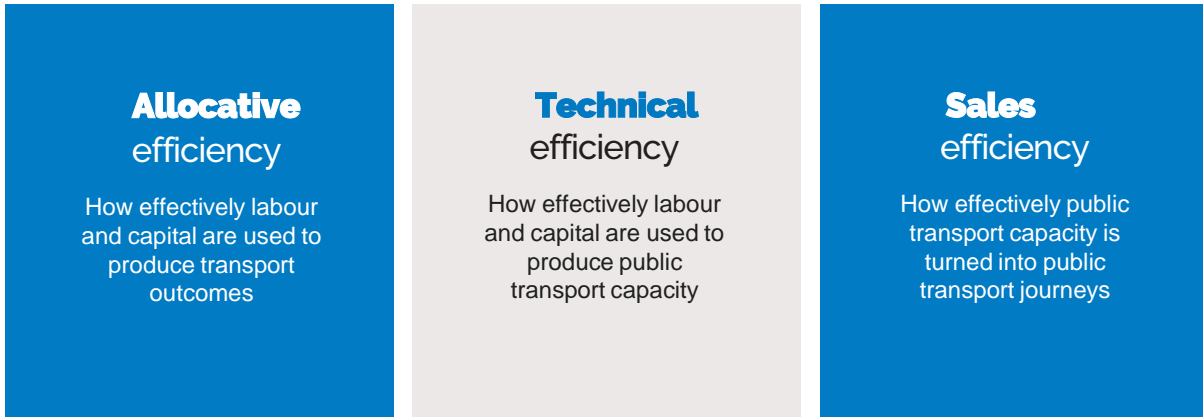 Allocative
efficiency
How effectively labour
and capital are used to
produce transport
outcomes
Technical
efficiency
How effectively labour
and capital are used to
produce public
transport capacity
Sales
efficiency
How effectively public
transport capacity is
turned into public
transport journeys